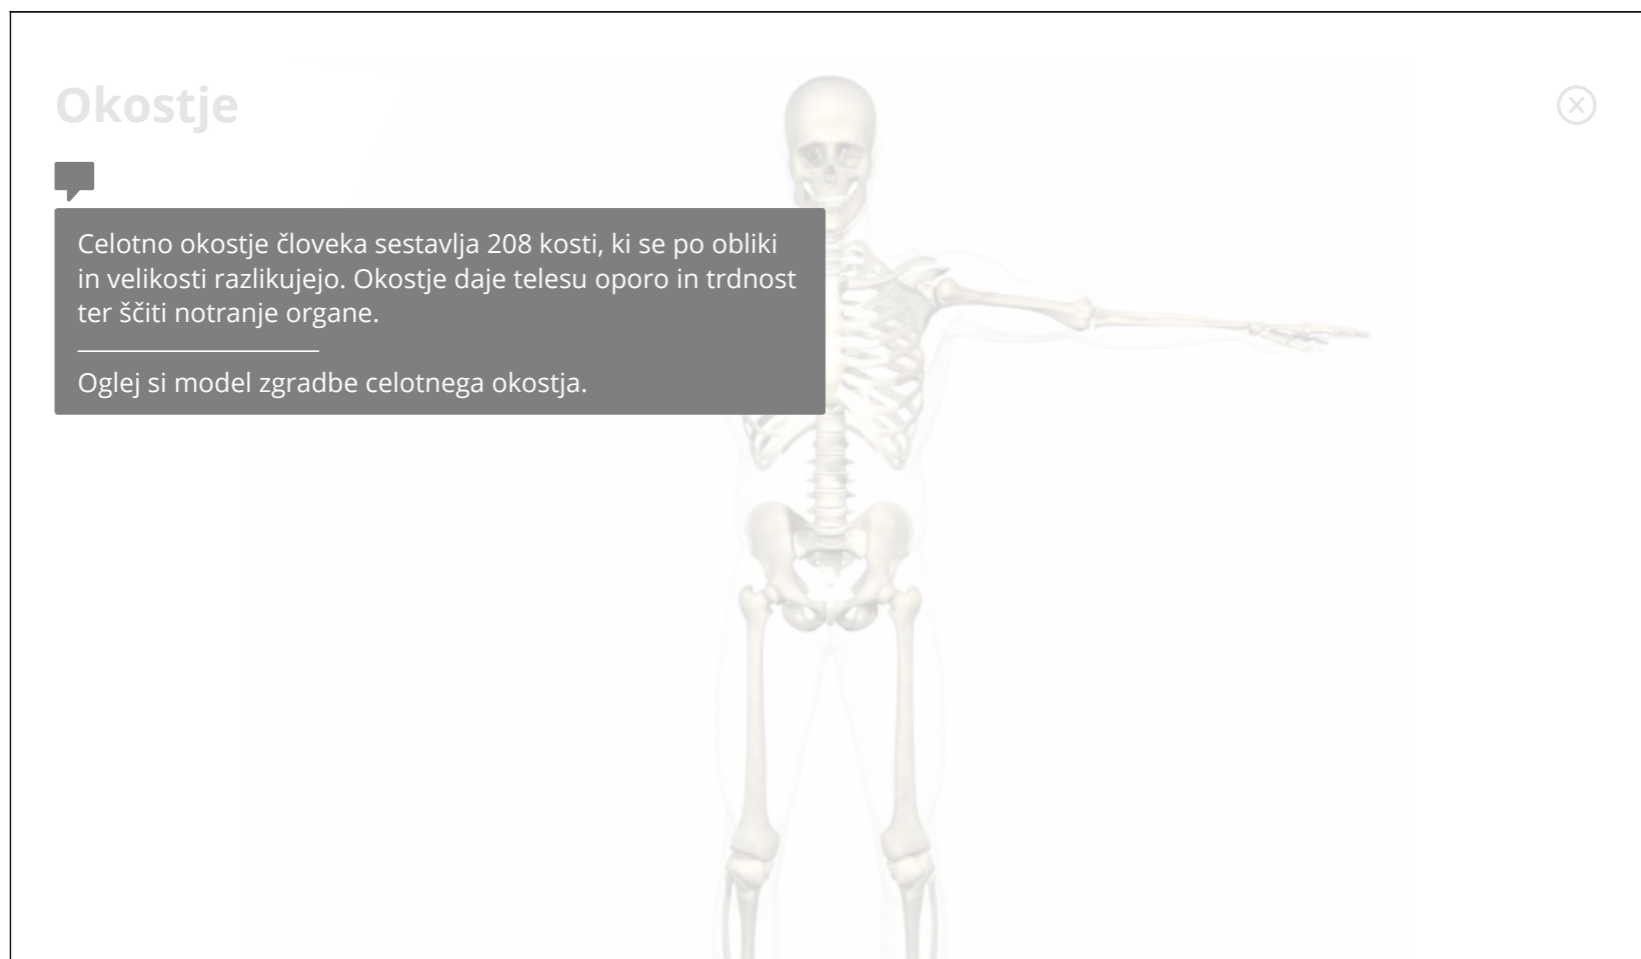 Okostje
Celotno okostje človeka sestavlja 208 kosti, ki se po obliki
in velikosti razlikujejo. Okostje daje telesu oporo in trdnost
ter ščiti notranje organe.
Oglej si model zgradbe celotnega okostja.